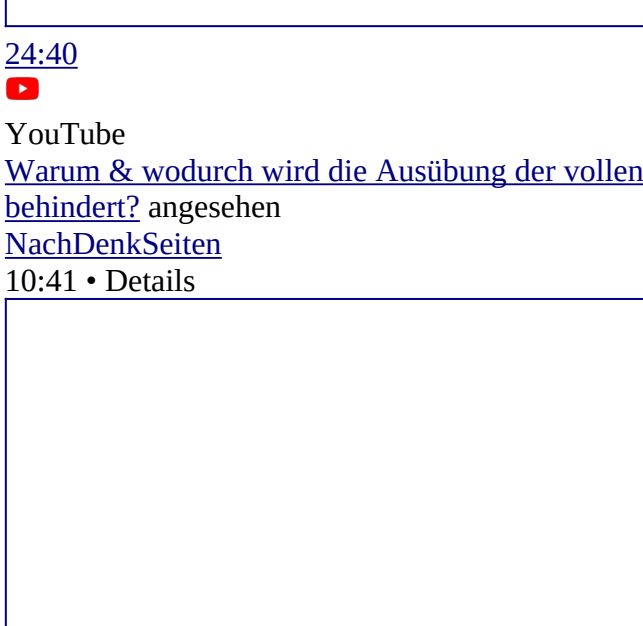 24:40
YouTube
Warum & wodurch wird die Ausübung der vollen
behindert? angesehen
NachDenkSeiten
10:41 • Details